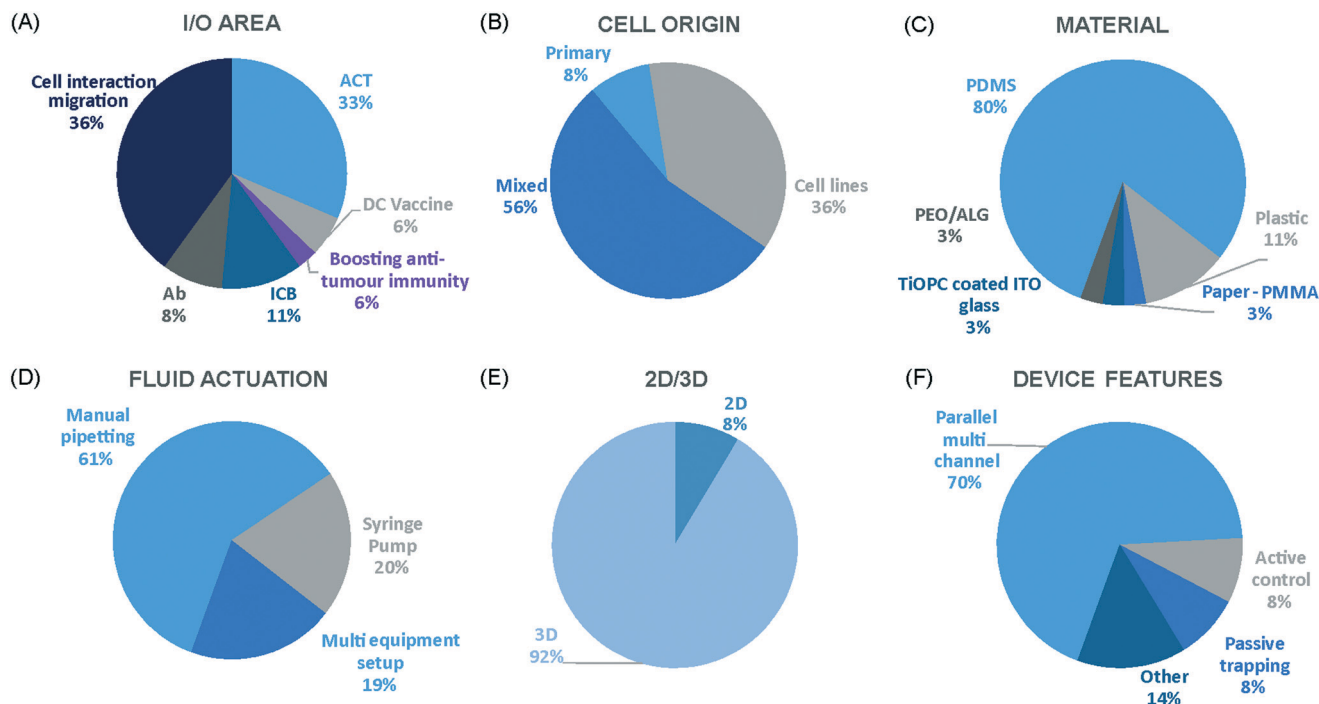 (A)
I/O AREA
Cell interaction
migration
36%
ACT
33%
DC Vaccine
6%
Boosting anti-
tumour immunity
6%
ICB
11%
Ab
8%
(B)
CELL ORIGIN
Primary
8%
Mixed
56%
Cell lines
36%
(C)
MATERIAL
PDMS
80%
PEO/ALG
3%
Plastic
11%
TiOPC coated ITO
glass
3%
Paper - PMMA
3%
(D)
FLUID ACTUATION
Manual
pipetting
61%
Syringe
Pump
20%
Multi equipment
setup
19%
(E)
2D/3D
2D
8%
3D
92%
(F)
DEVICE FEATURES
Parallel
multi
channel
70%
Active
control
8%
Passive
trapping
8%
Other
14%